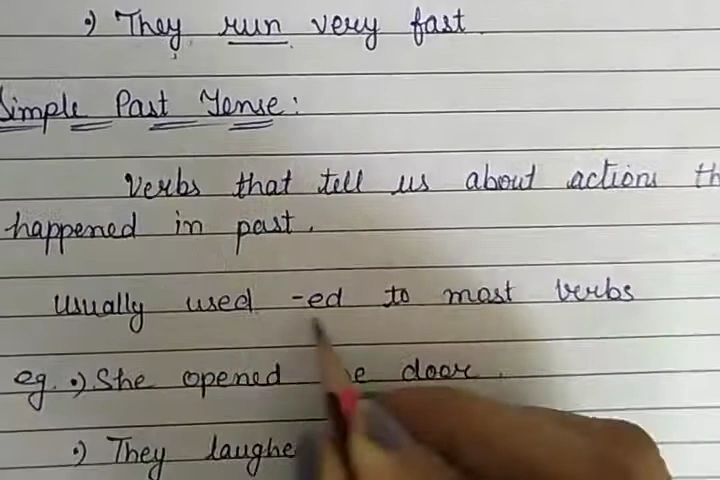 •) They run very fast.
Simple Past Tense:
Verbs that tell us about actions
happened in past.
Usually used -ed to most verbs
eg. •) She opened door.
•) They